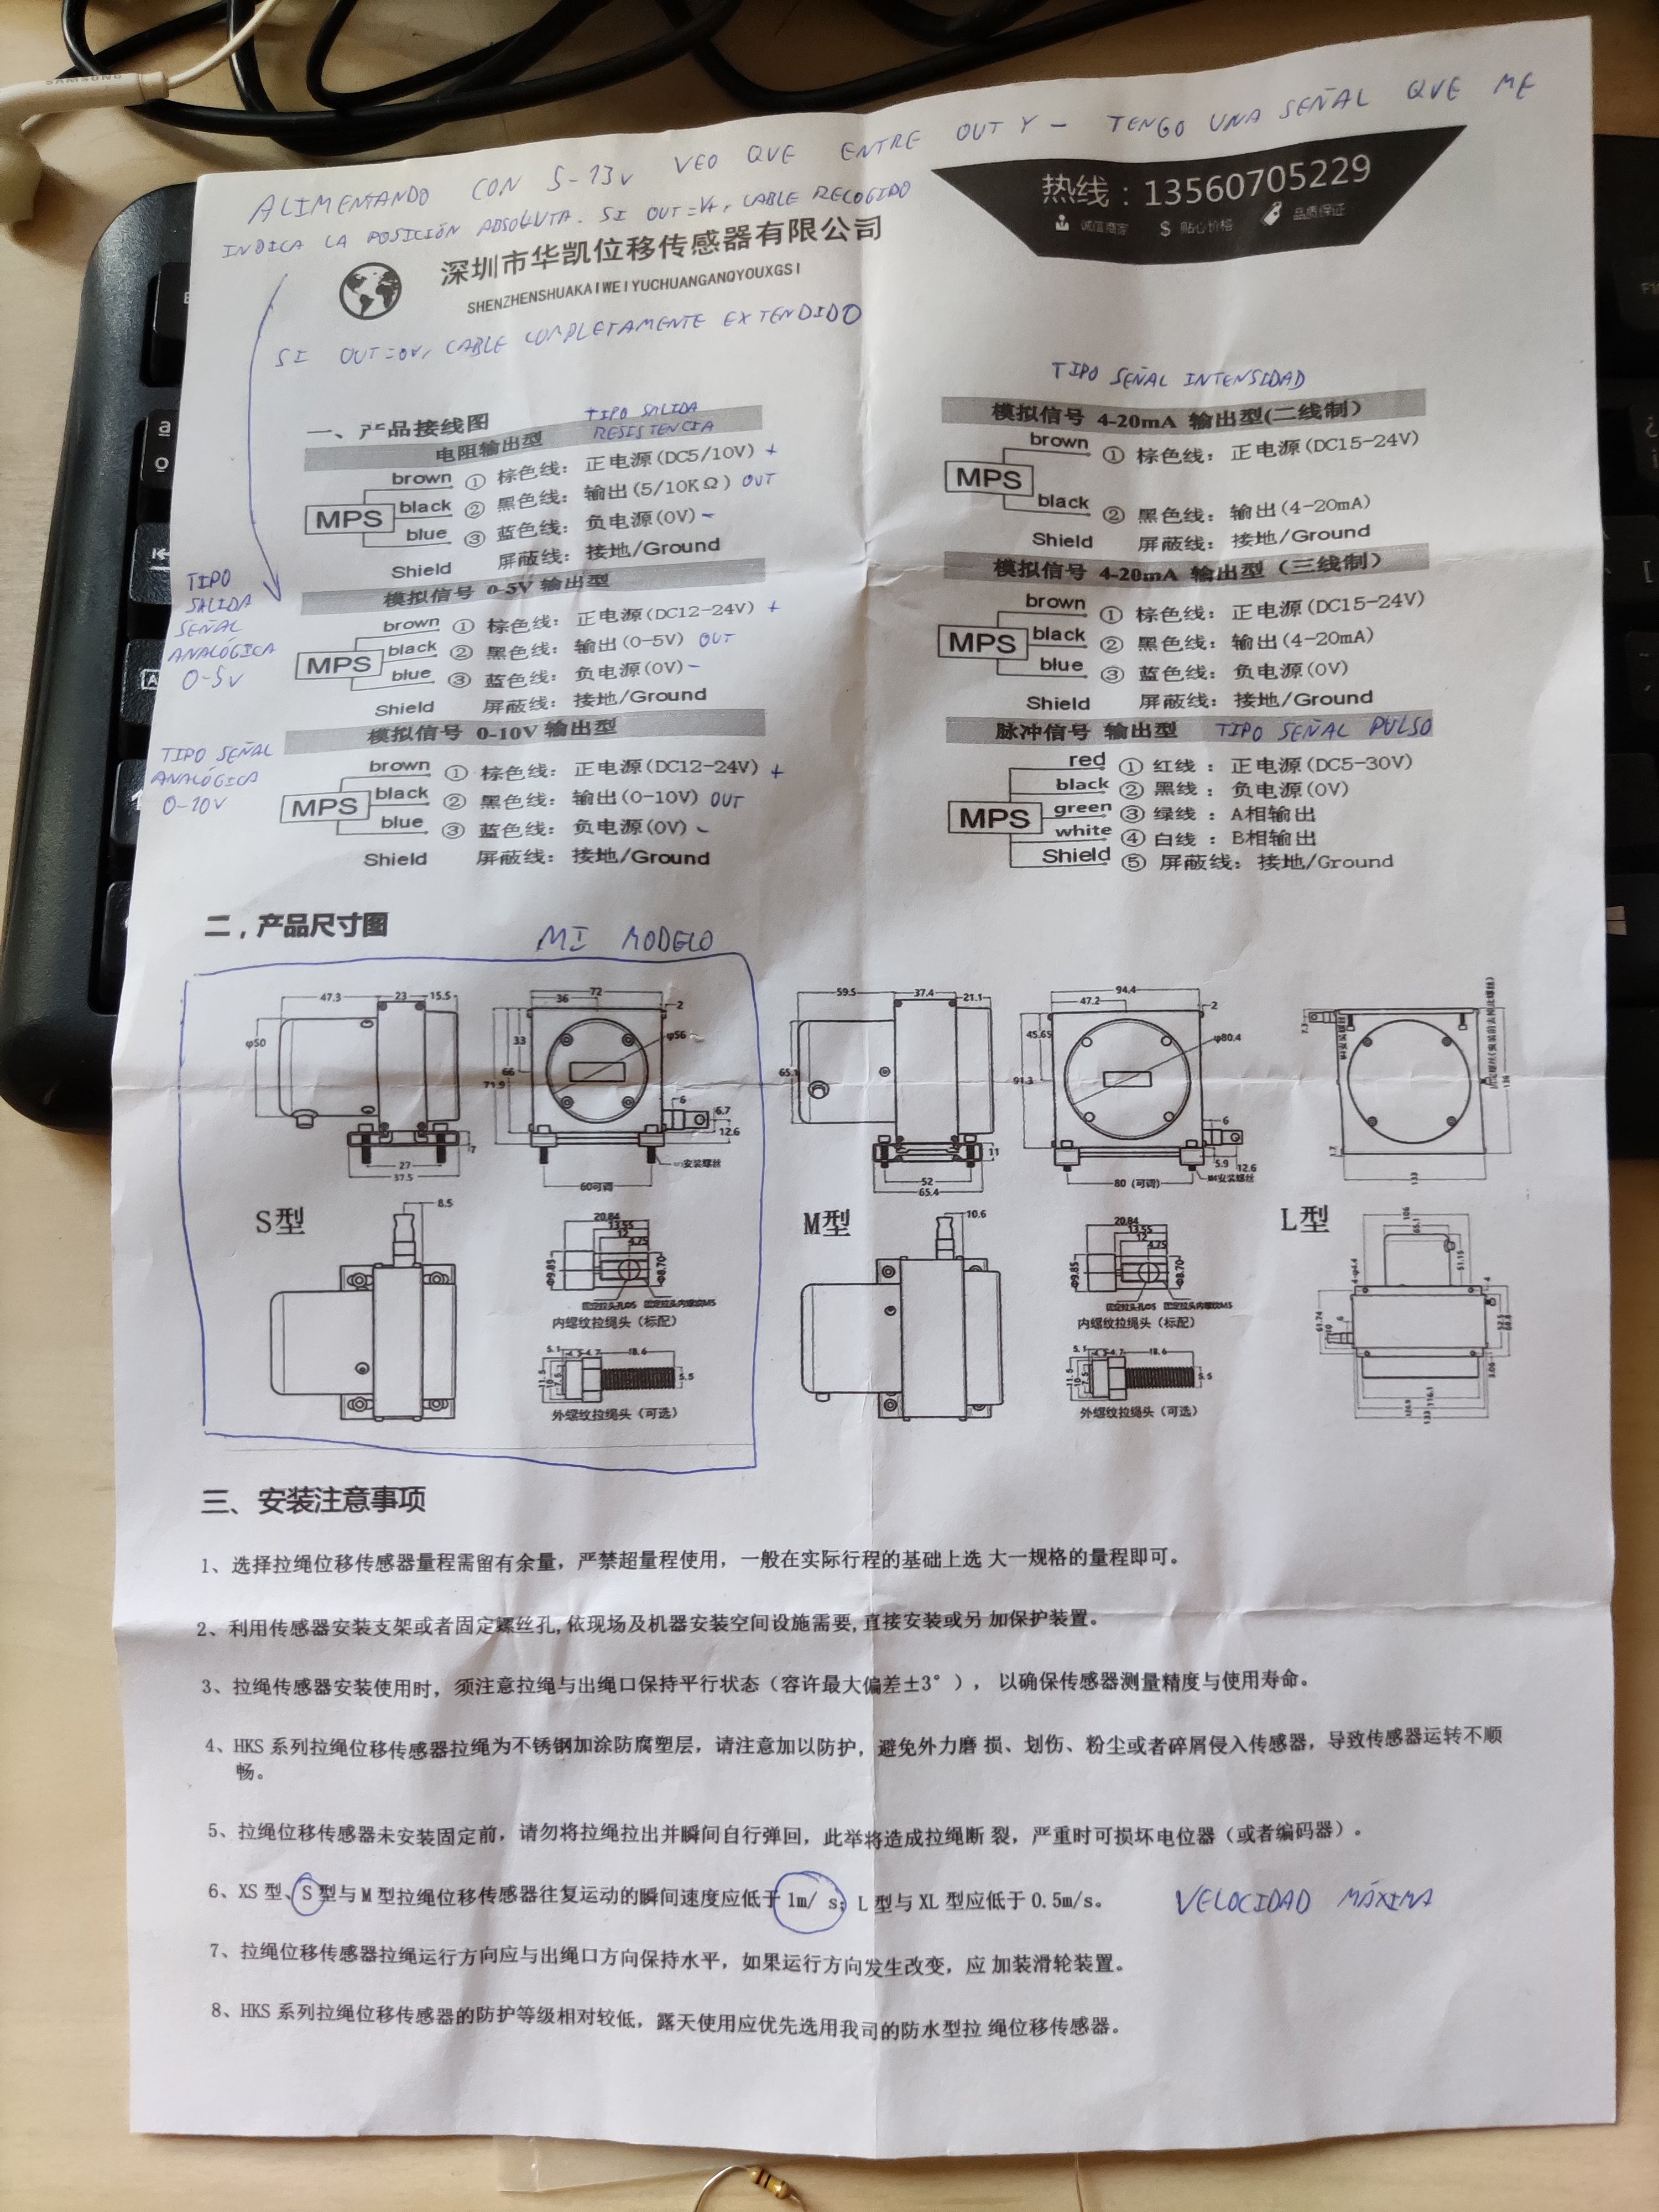 SAMSUNG
ALIMENTANDO CON 5-13V VEO QUE ENTRE OUT Y - TENGO UNA SEÑAL QUE ME
INDICA LA POSICIÓN ABSOLUTA. SI OUT=V+, CABLE RECOGIDO
热线：13560705229
诚信商家 $ 贴心价格 品质保证
深圳市华凯位移传感器有限公司
SHENZHENSHUAKAIWEIYUCHUANGANQYOUXGSI
SI OUT=0V, CABLE COMPLETAMENTE EXTENDIDO
一、产品接线图
TIPO SALIDA
RESISTENCIA
电阻输出型
brown ① 棕色线：正电源(DC5/10V) +
MPS black ② 黑色线：输出(5/10KΩ) OUT
blue ③ 蓝色线：负电源(0V) -
Shield 屏蔽线：接地/Ground
TIPO
SALIDA
SEÑAL
ANALÓGICA
0-5V
模拟信号 0-5V 输出型
brown ① 棕色线：正电源(DC12-24V) +
MPS black ② 黑色线：输出(0-5V) OUT
blue ③ 蓝色线：负电源(0V) -
Shield 屏蔽线：接地/Ground
TIPO SEÑAL
ANALÓGICA
0-10V
模拟信号 0-10V 输出型
brown ① 棕色线：正电源(DC12-24V) +
MPS black ② 黑色线：输出(0-10V) OUT
blue ③ 蓝色线：负电源(0V) -
Shield 屏蔽线：接地/Ground
TIPO SEÑAL INTENSIDAD
模拟信号 4-20mA 输出型(二线制)
brown ① 棕色线：正电源(DC15-24V)
MPS
black ② 黑色线：输出(4-20mA)
Shield 屏蔽线：接地/Ground
模拟信号 4-20mA 输出型（三线制）
brown ① 棕色线：正电源(DC15-24V)
MPS black ② 黑色线：输出(4-20mA)
blue ③ 蓝色线：负电源(0V)
Shield 屏蔽线：接地/Ground
脉冲信号 输出型 TIPO SEÑAL PULSO
red ① 红线：正电源(DC5-30V)
black ② 黑线：负电源(0V)
MPS green ③ 绿线：A相输出
white ④ 白线：B相输出
Shield ⑤ 屏蔽线：接地/Ground
二，产品尺寸图
MI MODELO
47.3 23 15.5
φ50
7
27
37.5
72
36 2
33
66
71.9
φ56
6
6.7
12.6
安装螺丝
60可调
S型
8.5
20.84
13.55
12
4.75
Φ9.85 Φ8.70
固定拉头孔Φ5 固定拉头内螺纹M5
内螺纹拉绳头（标配）
5.1 4.7 18.6
5.5
外螺纹拉绳头（可选）
59.5 37.4 21.1
65.1
11
52
65.4
94.4
47.2 2
45.65
91.3
φ80.4
6
5.9 12.6
安装螺丝
80（可调）
M型
10.6
20.84
13.55
12
4.75
Φ9.85 Φ8.70
固定拉头孔Φ5 固定拉头内螺纹M5
内螺纹拉绳头（标配）
5.1 4.7 18.6
5.5
外螺纹拉绳头（可选）
L型
三、安装注意事项
1、选择拉绳位移传感器量程需留有余量，严禁超量程使用，一般在实际行程的基础上选 大一规格的量程即可。
2、利用传感器安装支架或者固定螺丝孔,依现场及机器安装空间设施需要,直接安装或另 加保护装置。
3、拉绳传感器安装使用时，须注意拉绳与出绳口保持平行状态（容许最大偏差±3°），以确保传感器测量精度与使用寿命。
4、HKS 系列拉绳位移传感器拉绳为不锈钢加涂防腐塑层，请注意加以防护，避免外力磨 损、划伤、粉尘或者碎屑侵入传感器，导致传感器运转不顺
畅。
5、拉绳位移传感器未安装固定前，请勿将拉绳拉出并瞬间自行弹回，此举将造成拉绳断 裂，严重时可损坏电位器（或者编码器）。
6、XS 型、S 型与 M 型拉绳位移传感器往复运动的瞬间速度应低于 1m/ s；L 型与 XL 型应低于 0.5m/s。 VELOCIDAD MÁXIMA
7、拉绳位移传感器拉绳运行方向应与出绳口方向保持水平，如果运行方向发生改变，应 加装滑轮装置。
8、HKS 系列拉绳位移传感器的防护等级相对较低，露天使用应优先选用我司的防水型拉 绳位移传感器。